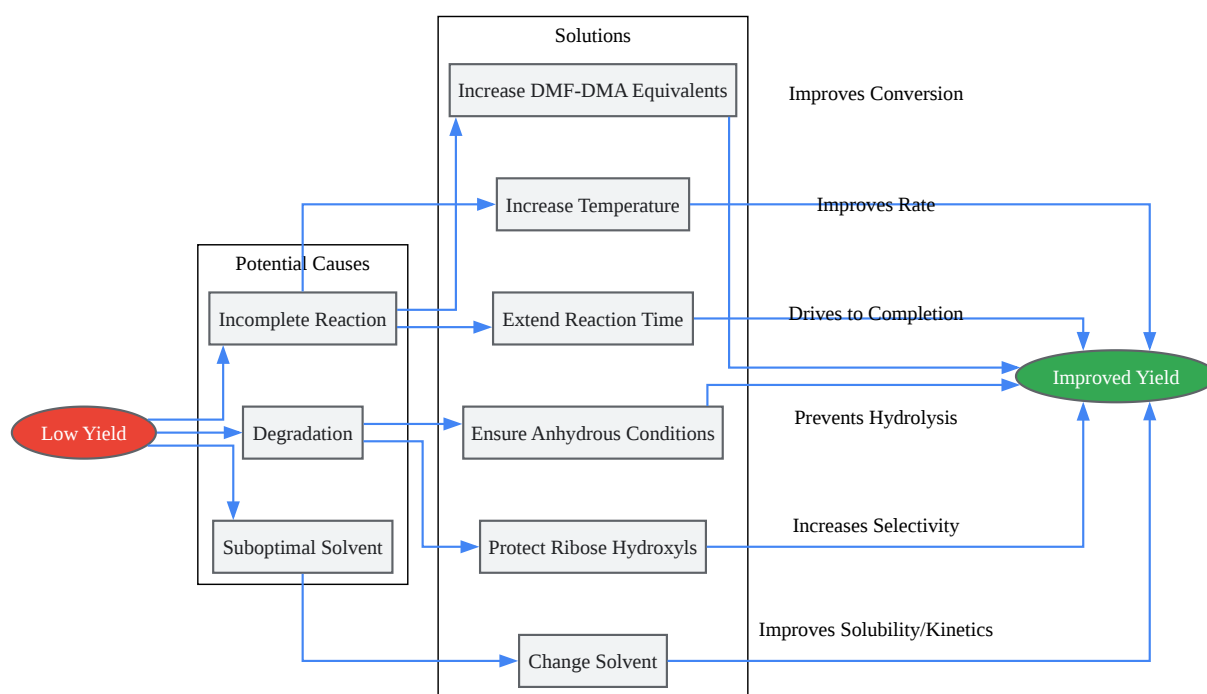 Solutions
Increase DMF-DMA Equivalents
Improves Conversion
Increase Temperature
Improves Rate
Potential Causes
Incomplete Reaction
Extend Reaction Time
Drives to Completion
Improved Yield
Low Yield
Degradation
Ensure Anhydrous Conditions
Prevents Hydrolysis
Suboptimal Solvent
Protect Ribose Hydroxyls
Increases Selectivity
Change Solvent
Improves Solubility/Kinetics